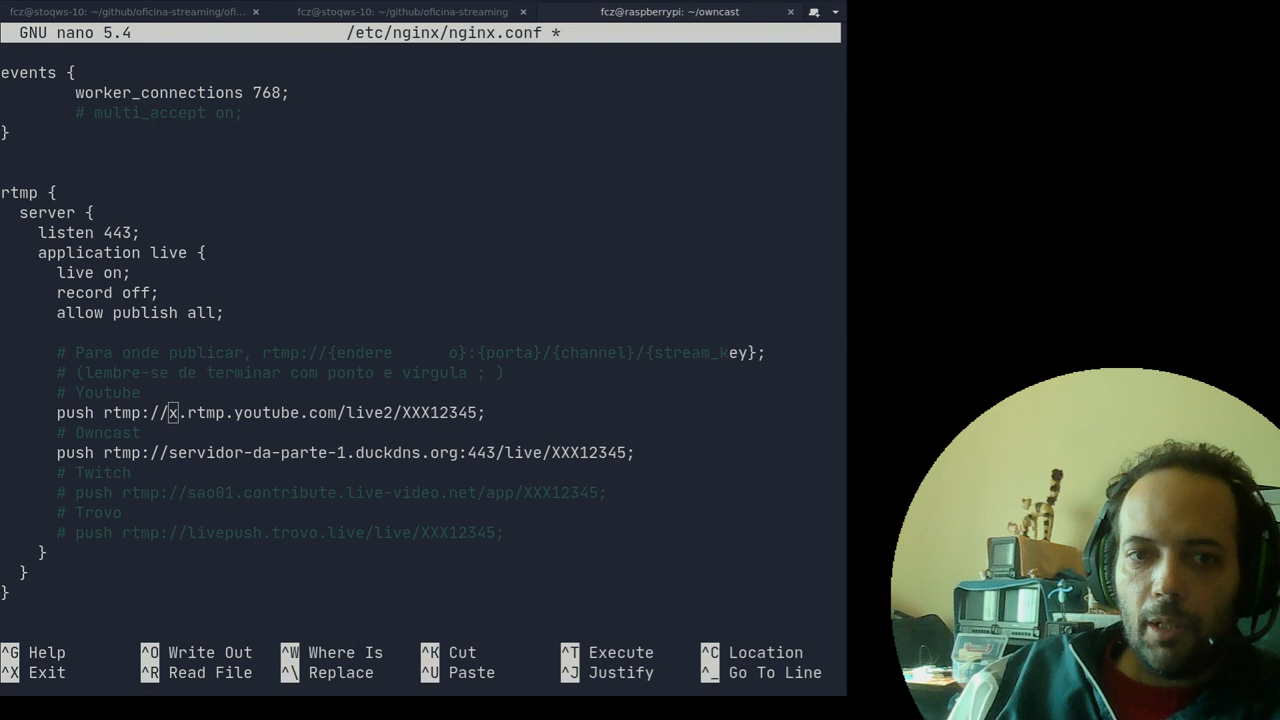 fcz@stoqws-10: ~/github/oficina-streaming/ofi... × fcz@stoqws-10: ~/github/oficina-streaming × fcz@raspberrypi: ~/owncast ×
GNU nano 5.4 /etc/nginx/nginx.conf *
events {
worker_connections 768;
# multi_accept on;
}
rtmp {
server {
listen 443;
application live {
live on;
record off;
allow publish all;
# Para onde publicar, rtmp://{endere o}:{porta}/{channel}/{stream_key};
# (lembre-se de terminar com ponto e virgula ; )
# Youtube
push rtmp://x.rtmp.youtube.com/live2/XXX12345;
# Owncast
push rtmp://servidor-da-parte-1.duckdns.org:443/live/XXX12345;
# Twitch
# push rtmp://sao01.contribute.live-video.net/app/XXX12345;
# Trovo
# push rtmp://livepush.trovo.live/live/XXX12345;
}
}
}
^G Help ^O Write Out ^W Where Is ^K Cut ^T Execute ^C Location
^X Exit ^R Read File ^\ Replace ^U Paste ^J Justify ^_ Go To Line